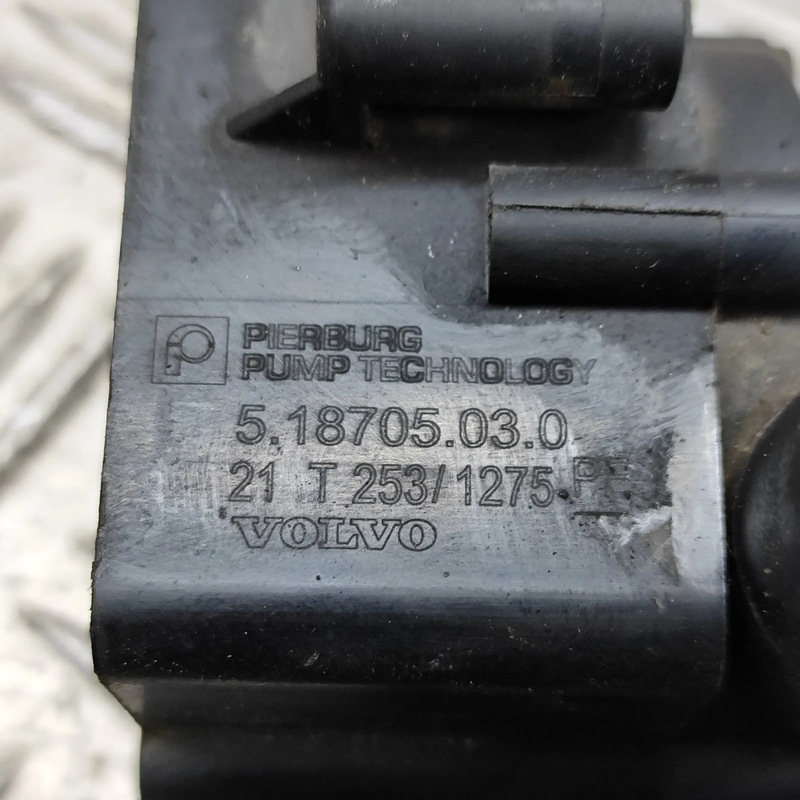 PIERBURG
PUMP TECHNOLOGY
5.18705.03.0
21 T 253/1275
VOLVO